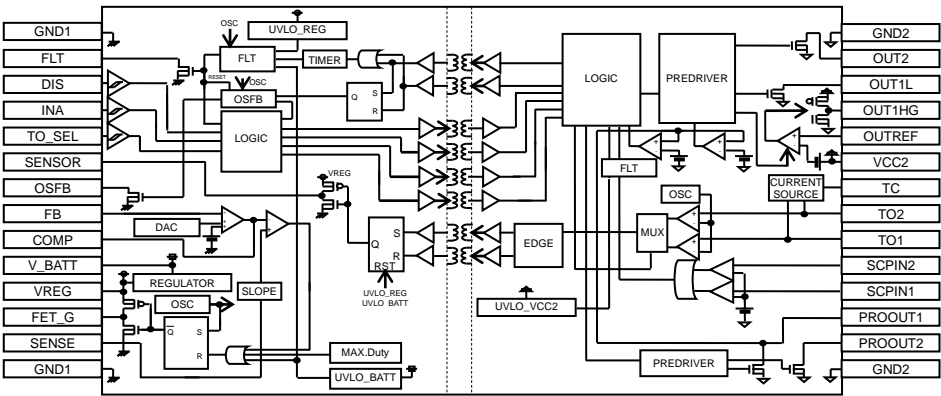 GND1
FLT
DIS
INA
TO_SEL
SENSOR
OSFB
FB
COMP
V_BATT
VREG
FET_G
SENSE
GND1
OSC
UVLO_REG
FLT
TIMER
RESET
OSC
OSFB
LOGIC
S
Q
R
VREG
DAC
REGULATOR
OSC
SLOPE
Q
S
R
S
Q
R
RST
UVLO_REG
UVLO_BATT
MAX.Duty
UVLO_BATT
LOGIC
PREDRIVER
+
-
+
-
+
-
FLT
OSC
CURRENT
SOURCE
MUX
+
-
+
-
EDGE
UVLO_VCC2
+
-
+
-
PREDRIVER
GND2
OUT2
OUT1L
OUT1HG
OUTREF
VCC2
TC
TO2
TO1
SCPIN2
SCPIN1
PROOUT1
PROOUT2
GND2